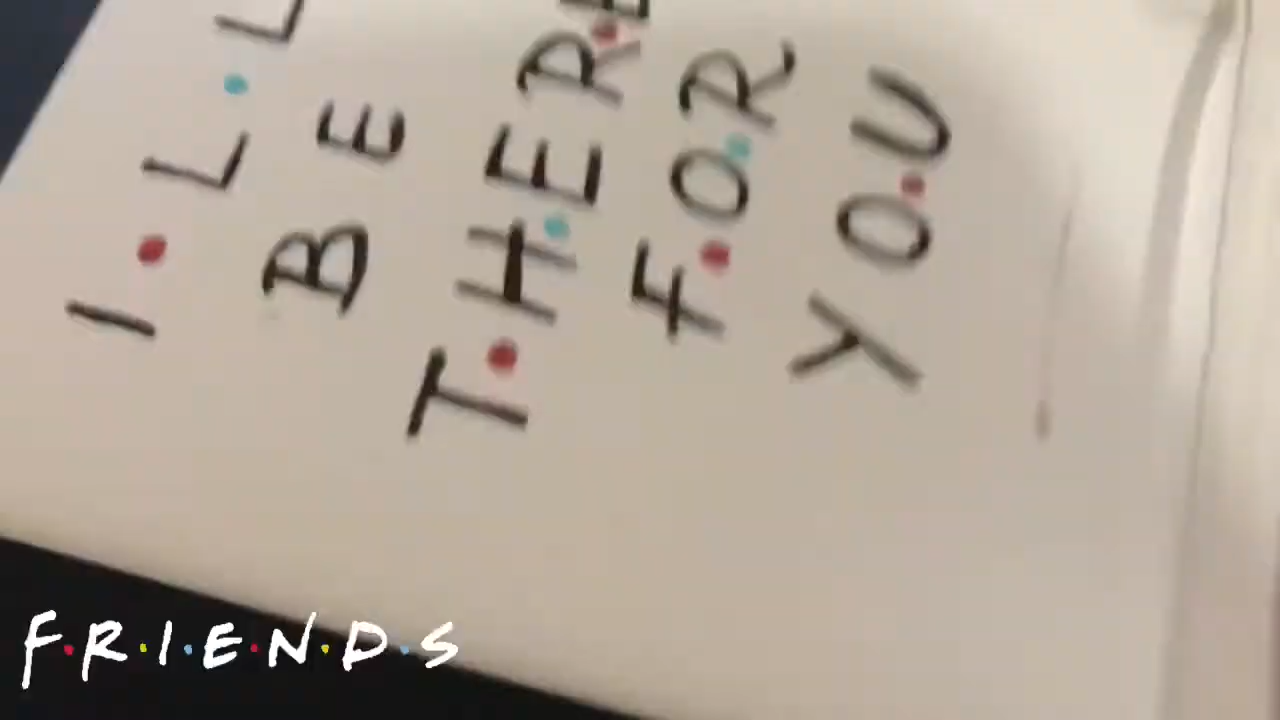 I•L•L
BE
T•H•E•R•E
F•O•R
Y•O•U
F•R•I•E•N•D•S